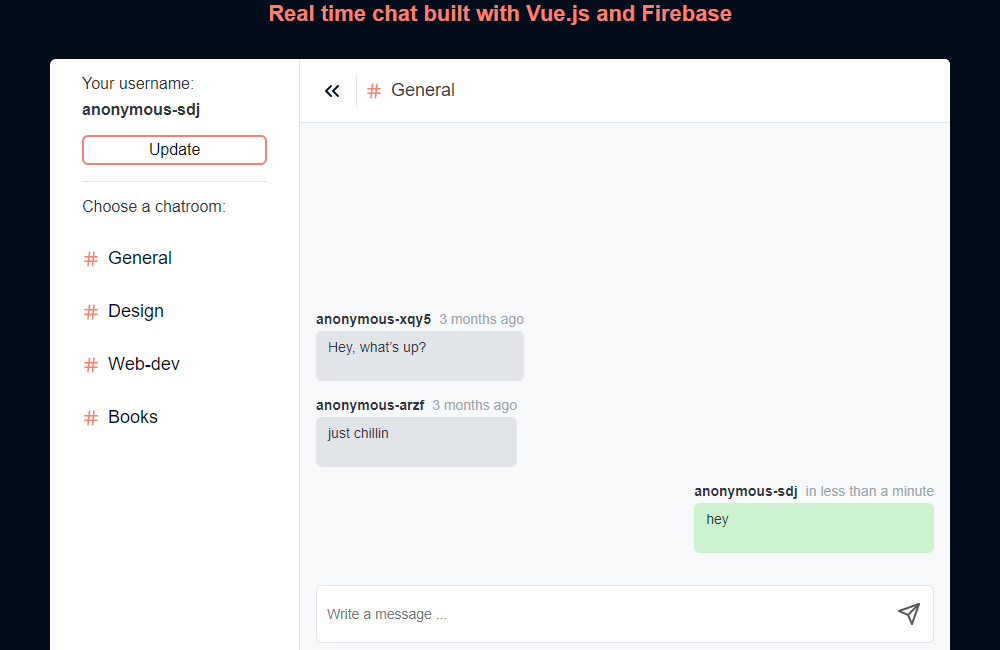 Real time chat built with Vue.js and Firebase
Your username:
anonymous-sdj
Update
Choose a chatroom:
# General
# Design
# Web-dev
# Books
# General
anonymous-xqy5 3 months ago
Hey, what's up?
anonymous-arzf 3 months ago
just chillin
anonymous-sdj in less than a minute
hey
Write a message ...